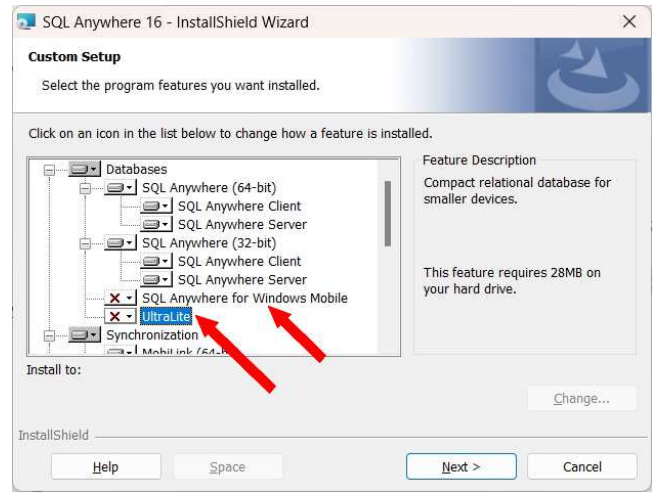 SQL Anywhere 16 - InstallShield Wizard
Custom Setup
Select the program features you want installed.
Click on an icon in the list below to change how a feature is installed.
Databases
SQL Anywhere (64-bit)
SQL Anywhere Client
SQL Anywhere Server
SQL Anywhere (32-bit)
SQL Anywhere Client
SQL Anywhere Server
SQL Anywhere for Windows Mobile
UltraLite
Synchronization
MobiLink
Feature Description
Compact relational database for
smaller devices.
This feature requires 28MB on
your hard drive.
Install to:
Change...
InstallShield
Help
Space
Next >
Cancel